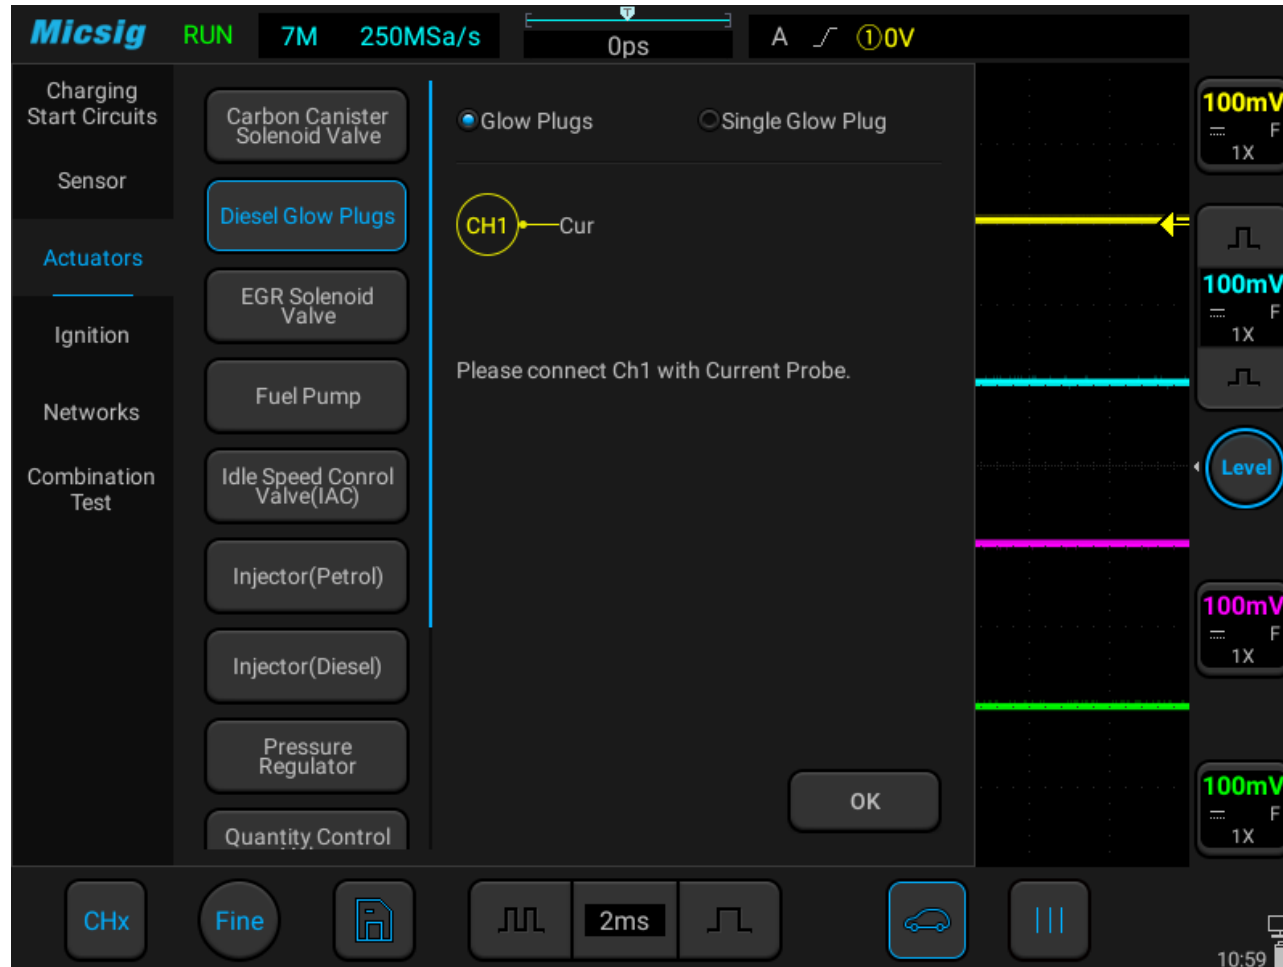 Micsig RUN 7M 250MSa/s T 0ps A ①0V
Charging
Start Circuits
Sensor
Actuators
Ignition
Networks
Combination
Test
Carbon Canister
Solenoid Valve
Diesel Glow Plugs
EGR Solenoid
Valve
Fuel Pump
Idle Speed Conrol
Valve(IAC)
Injector(Petrol)
Injector(Diesel)
Pressure
Regulator
Quantity Control
Glow Plugs Single Glow Plug
CH1 Cur
Please connect Ch1 with Current Probe.
OK
100mV
F
1X
100mV
F
1X
Level
100mV
F
1X
100mV
F
1X
CHx Fine 2ms
10:59